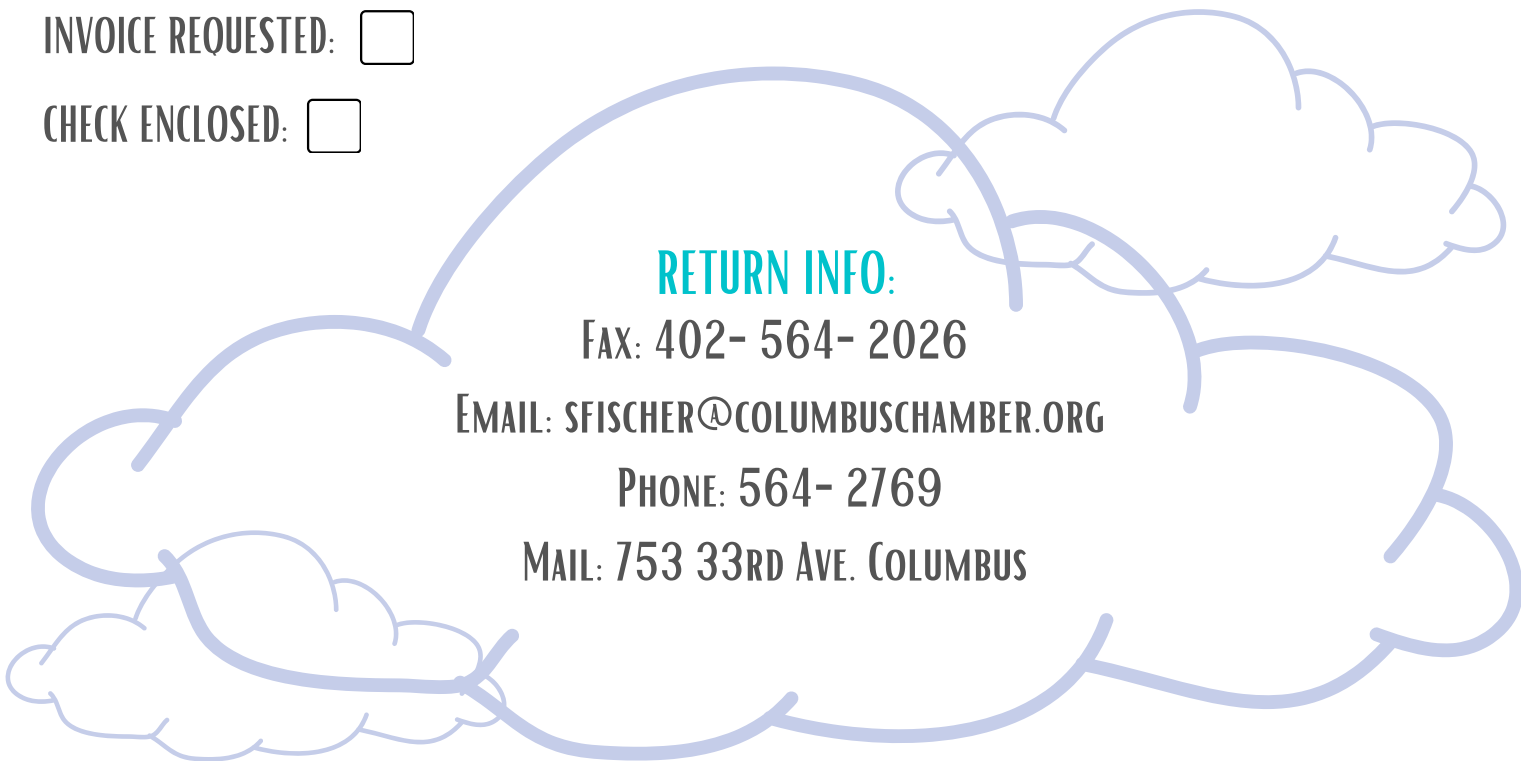 INVOICE REQUESTED:
CHECK ENCLOSED:
RETURN INFO:
FAX: 402- 564- 2026
EMAIL: SFISCHER@COLUMBUSCHAMBER.ORG
PHONE: 564- 2769
MAIL: 753 33RD AVE. COLUMBUS